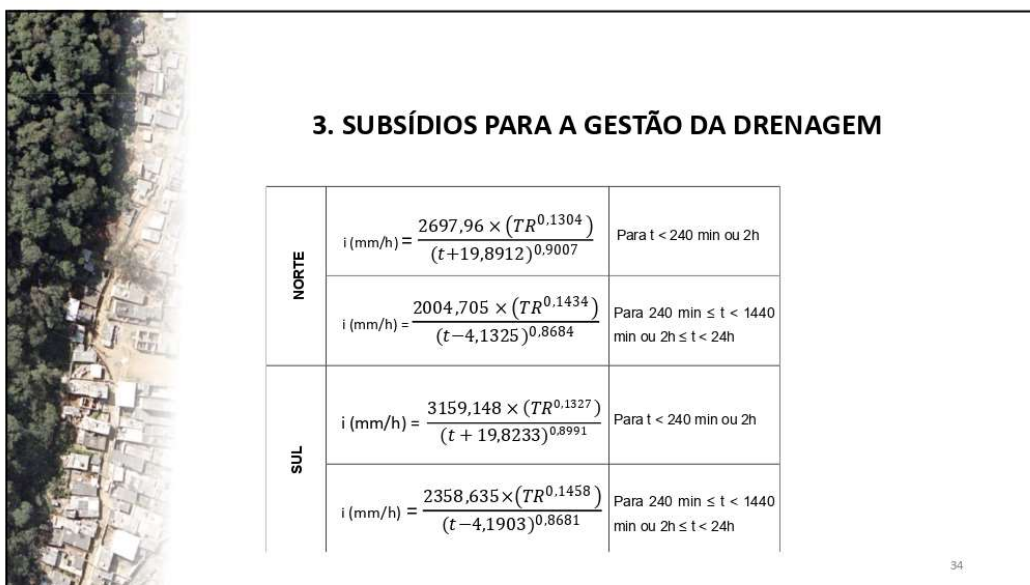 3. SUBSÍDIOS PARA A GESTÃO DA DRENAGEM
NORTE
i (mm/h) = 2697,96 × (TR^0,1304) / (t+19,8912)^0,9007
Para t < 240 min ou 2h
i (mm/h) = 2004,705 × (TR^0,1434) / (t−4,1325)^0,8684
Para 240 min ≤ t < 1440
min ou 2h ≤ t < 24h
SUL
i (mm/h) = 3159,148 × (TR^0,1327) / (t + 19,8233)^0,8991
Para t < 240 min ou 2h
i (mm/h) = 2358,635×(TR^0,1458) / (t−4,1903)^0,8681
Para 240 min ≤ t < 1440
min ou 2h ≤ t < 24h
34